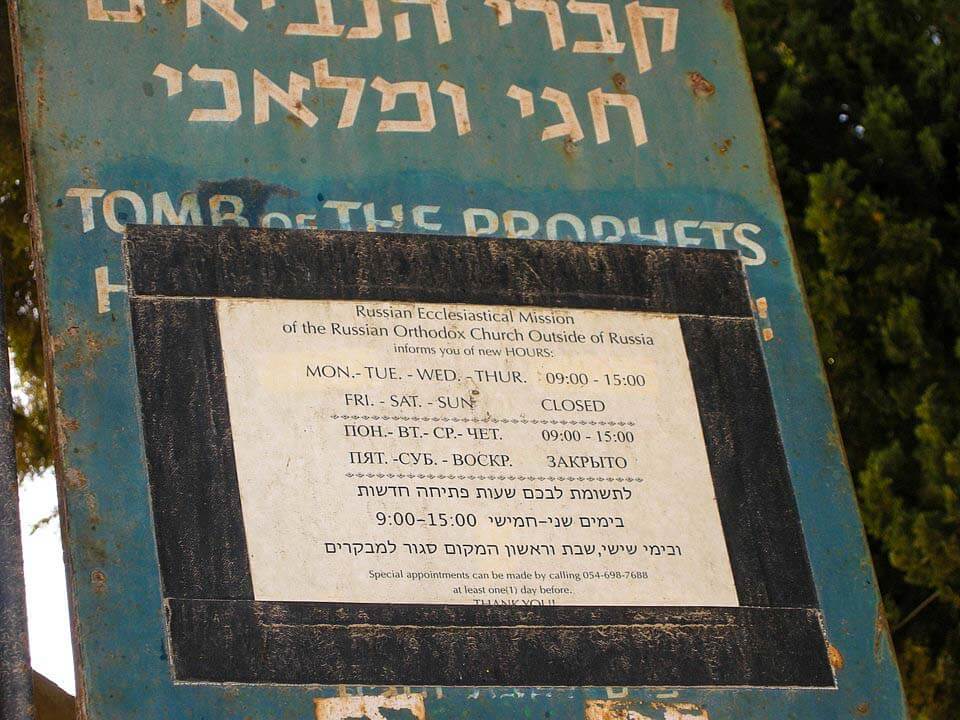 קברי הנביאים
חגי ומלאכי
TOMB OF THE PROPHETS
Russian Ecclesiastical Mission
of the Russian Orthodox Church Outside of Russia
informs you of new HOURS:
MON.- TUE. - WED. - THUR. 09:00 - 15:00
FRI. - SAT. - SUN CLOSED
ПОН.- ВТ.- СР.- ЧЕТ. 09:00 - 15:00
ПЯТ. -СУБ. - ВОСКР. ЗАКРЫТО
לתשומת לבכם שעות פתיחה חדשות
בימים שני-חמישי 9:00-15:00
ובימי שישי,שבת וראשון המקום סגור למבקרים
Special appointments can be made by calling 054-698-7688
at least one(1) day before.
THANK YOU!